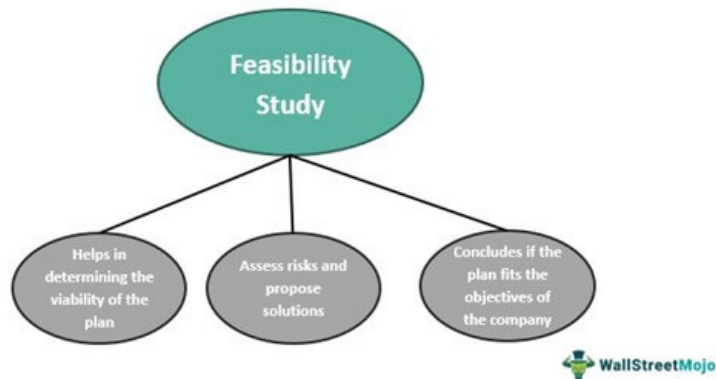 Feasibility
Study
Helps in
determining the
viability of the
plan
Assess risks and
propose
solutions
Concludes if the
plan fits the
objectives of
the company
WallStreetMojo